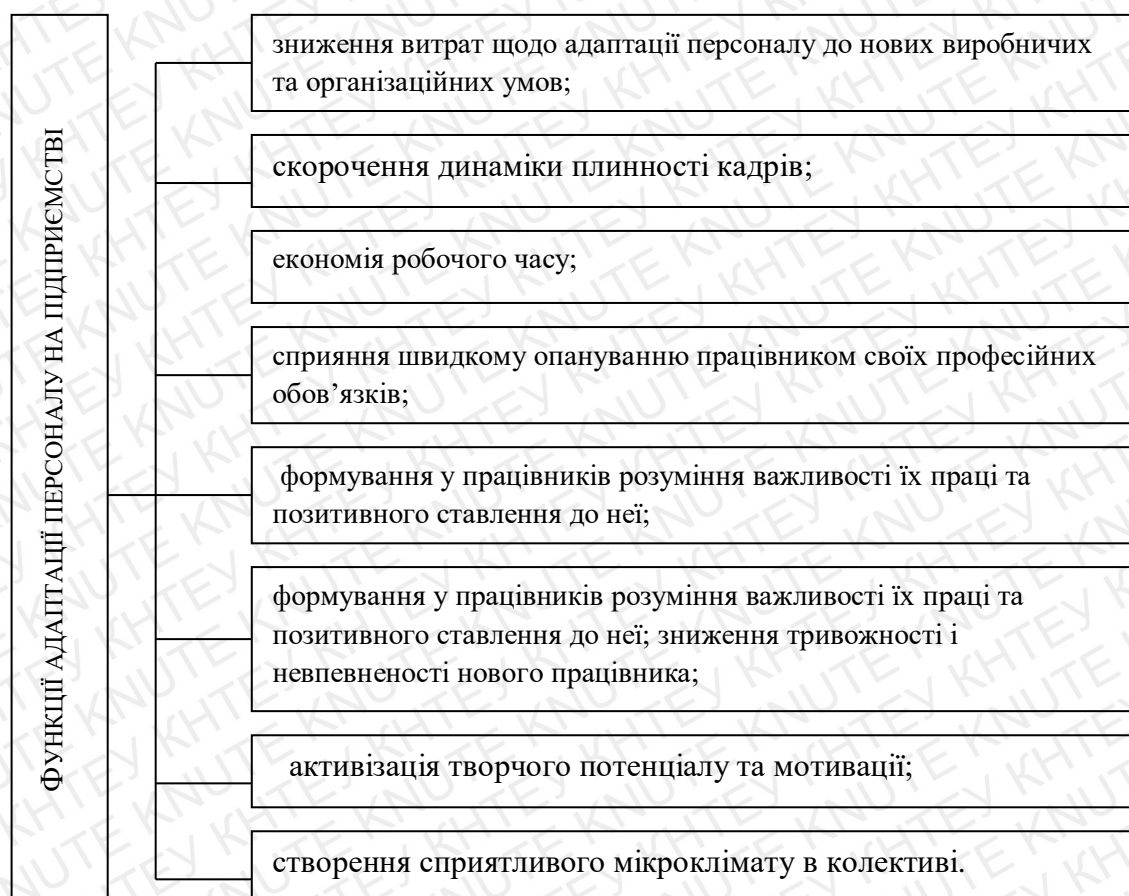 ФУНКЦІЇ АДАПТАЦІЇ ПЕРСОНАЛУ НА ПІДПРИЄМСТВІ
зниження витрат щодо адаптації персоналу до нових виробничих
та організаційних умов;
скорочення динаміки плинності кадрів;
економія робочого часу;
сприяння швидкому опануванню працівником своїх професійних
обов’язків;
формування у працівників розуміння важливості їх праці та
позитивного ставлення до неї;
формування у працівників розуміння важливості їх праці та
позитивного ставлення до неї; зниження тривожності і
невпевненості нового працівника;
активізація творчого потенціалу та мотивації;
створення сприятливого мікроклімату в колективі.